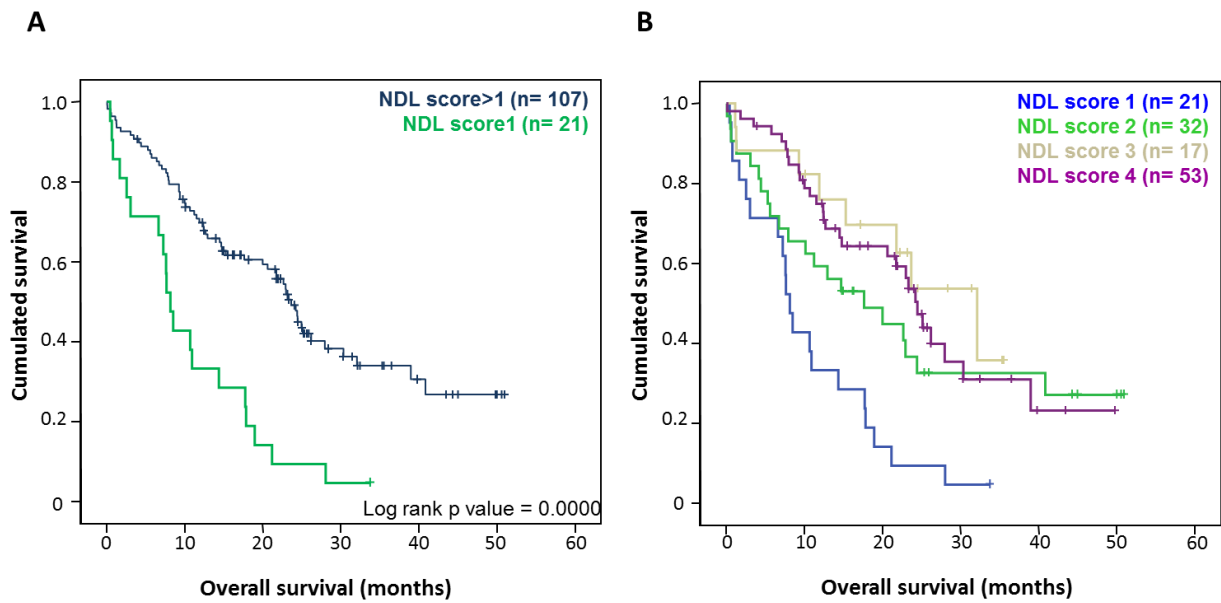 A
B
NDL score>1 (n= 107)
NDL score1 (n= 21)
NDL score 1 (n= 21)
NDL score 2 (n= 32)
NDL score 3 (n= 17)
NDL score 4 (n= 53)
Cumulated survival
1.0
0.8
0.6
0.4
0.2
0
Log rank p value = 0.0000
0 10 20 30 40 50 60
Overall survival (months)
Cumulated survival
1.0
0.8
0.6
0.4
0.2
0
0 10 20 30 40 50 60
Overall survival (months)